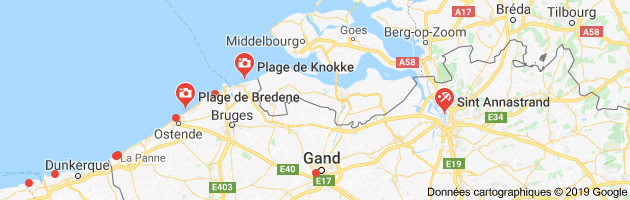 A17
Bréda
Tilbourg
Goes
Middelbourg
Berg-op-Zoom
A58
A58
Plage de Knokke
Plage de Bredene
Sint Annastrand
Bruges
E34
Ostende
La Panne
Dunkerque
Gand
E40
E19
E17
E403
Données cartographiques © 2019 Google